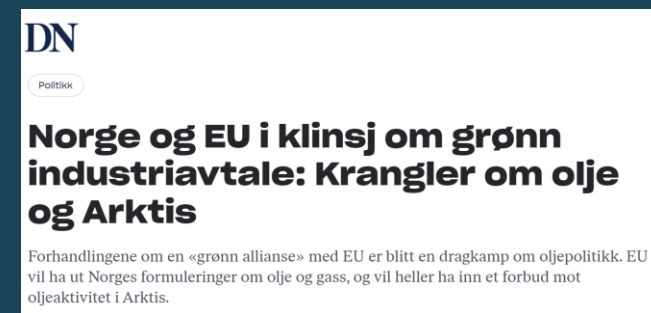 DN
Politikk
Norge og EU i klinsj om grønn
industriavtale: Krangler om olje
og Arktis
Forhandlingene om en «grønn allianse» med EU er blitt en dragkamp om oljepolitikk. EU
vil ha ut Norges formuleringer om olje og gass, og vil heller ha inn et forbud mot
oljeaktivitet i Arktis.